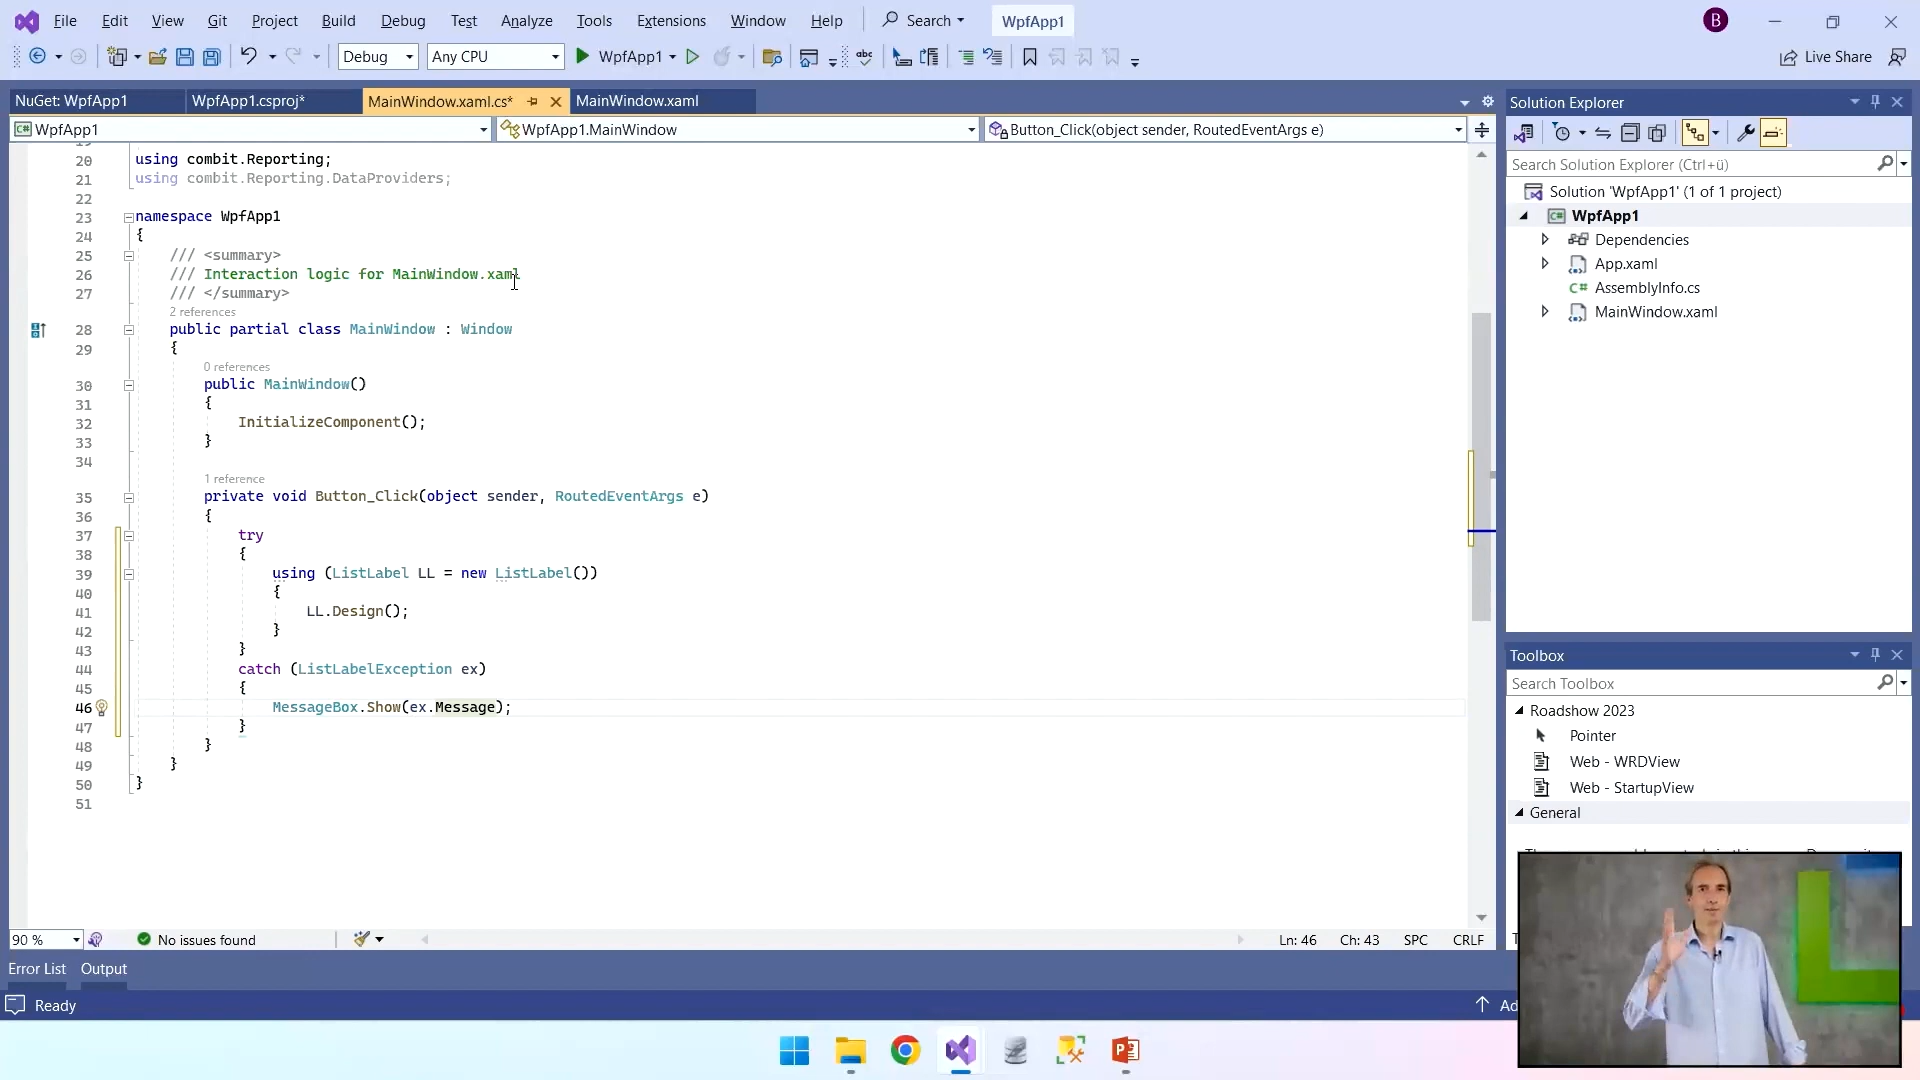 File Edit View Git Project Build Debug Test Analyze Tools Extensions Window Help Search WpfApp1 B
Debug Any CPU WpfApp1 abc Live Share
NuGet: WpfApp1 WpfApp1.csproj* MainWindow.xaml.cs* MainWindow.xaml
C# WpfApp1 WpfApp1.MainWindow Button_Click(object sender, RoutedEventArgs e)
20 using combit.Reporting;
21 using combit.Reporting.DataProviders;
22
23 namespace WpfApp1
24 {
25 /// <summary>
26 /// Interaction logic for MainWindow.xaml
27 /// </summary>
2 references
28 public partial class MainWindow : Window
29 {
0 references
30 public MainWindow()
31 {
32 InitializeComponent();
33 }
34
1 reference
35 private void Button_Click(object sender, RoutedEventArgs e)
36 {
37 try
38 {
39 using (ListLabel LL = new ListLabel())
40 {
41 LL.Design();
42 }
43 }
44 catch (ListLabelException ex)
45 {
46 MessageBox.Show(ex.Message);
47 }
48 }
49 }
50 }
51
90 % No issues found Ln: 46 Ch: 43 SPC CRLF
Error List Output
Ready
Solution Explorer
Search Solution Explorer (Ctrl+ü)
Solution 'WpfApp1' (1 of 1 project)
C# WpfApp1
Dependencies
App.xaml
C# AssemblyInfo.cs
MainWindow.xaml
Toolbox
Search Toolbox
Roadshow 2023
Pointer
Web - WRDView
Web - StartupView
General